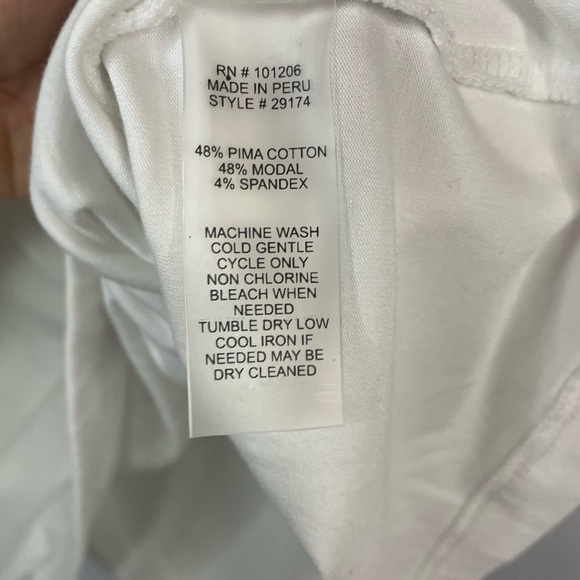 RN # 101206
MADE IN PERU
STYLE # 29174
48% PIMA COTTON
48% MODAL
4% SPANDEX
MACHINE WASH
COLD GENTLE
CYCLE ONLY
NON CHLORINE
BLEACH WHEN
NEEDED
TUMBLE DRY LOW
COOL IRON IF
NEEDED MAY BE
DRY CLEANED